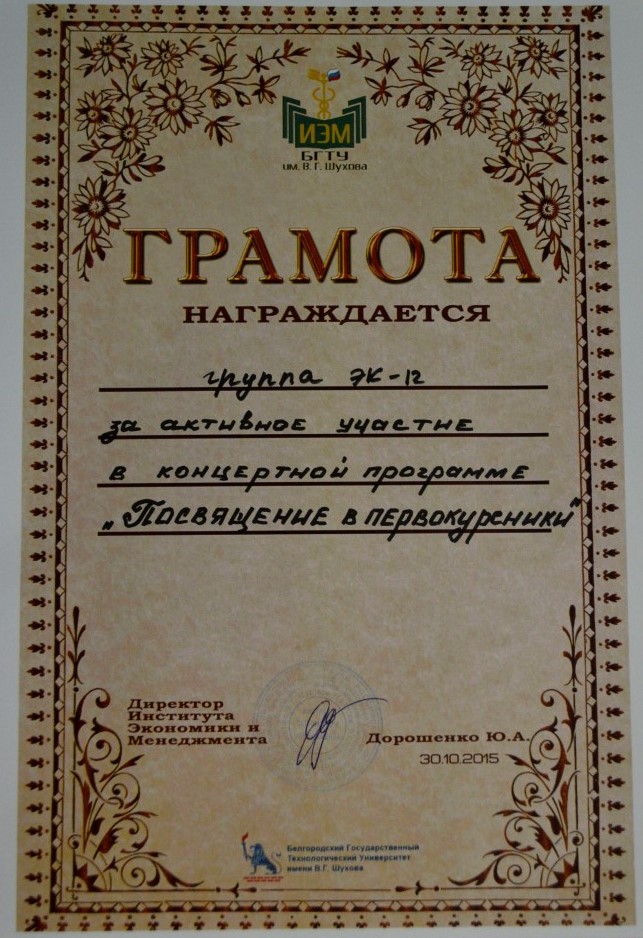 ИЭМ
БГТУ
им. В. Г. Шухова
ГРАМОТА
НАГРАЖДАЕТСЯ
группа ЭК-12
за активное участие
в концертной программе
„Посвящение в первокурсники"
Директор
Института
Экономики и
Менеджмента
Дорошенко Ю.А.
30.10.2015
Белгородский Государственный
Технологический Университет
имени В.Г. Шухова